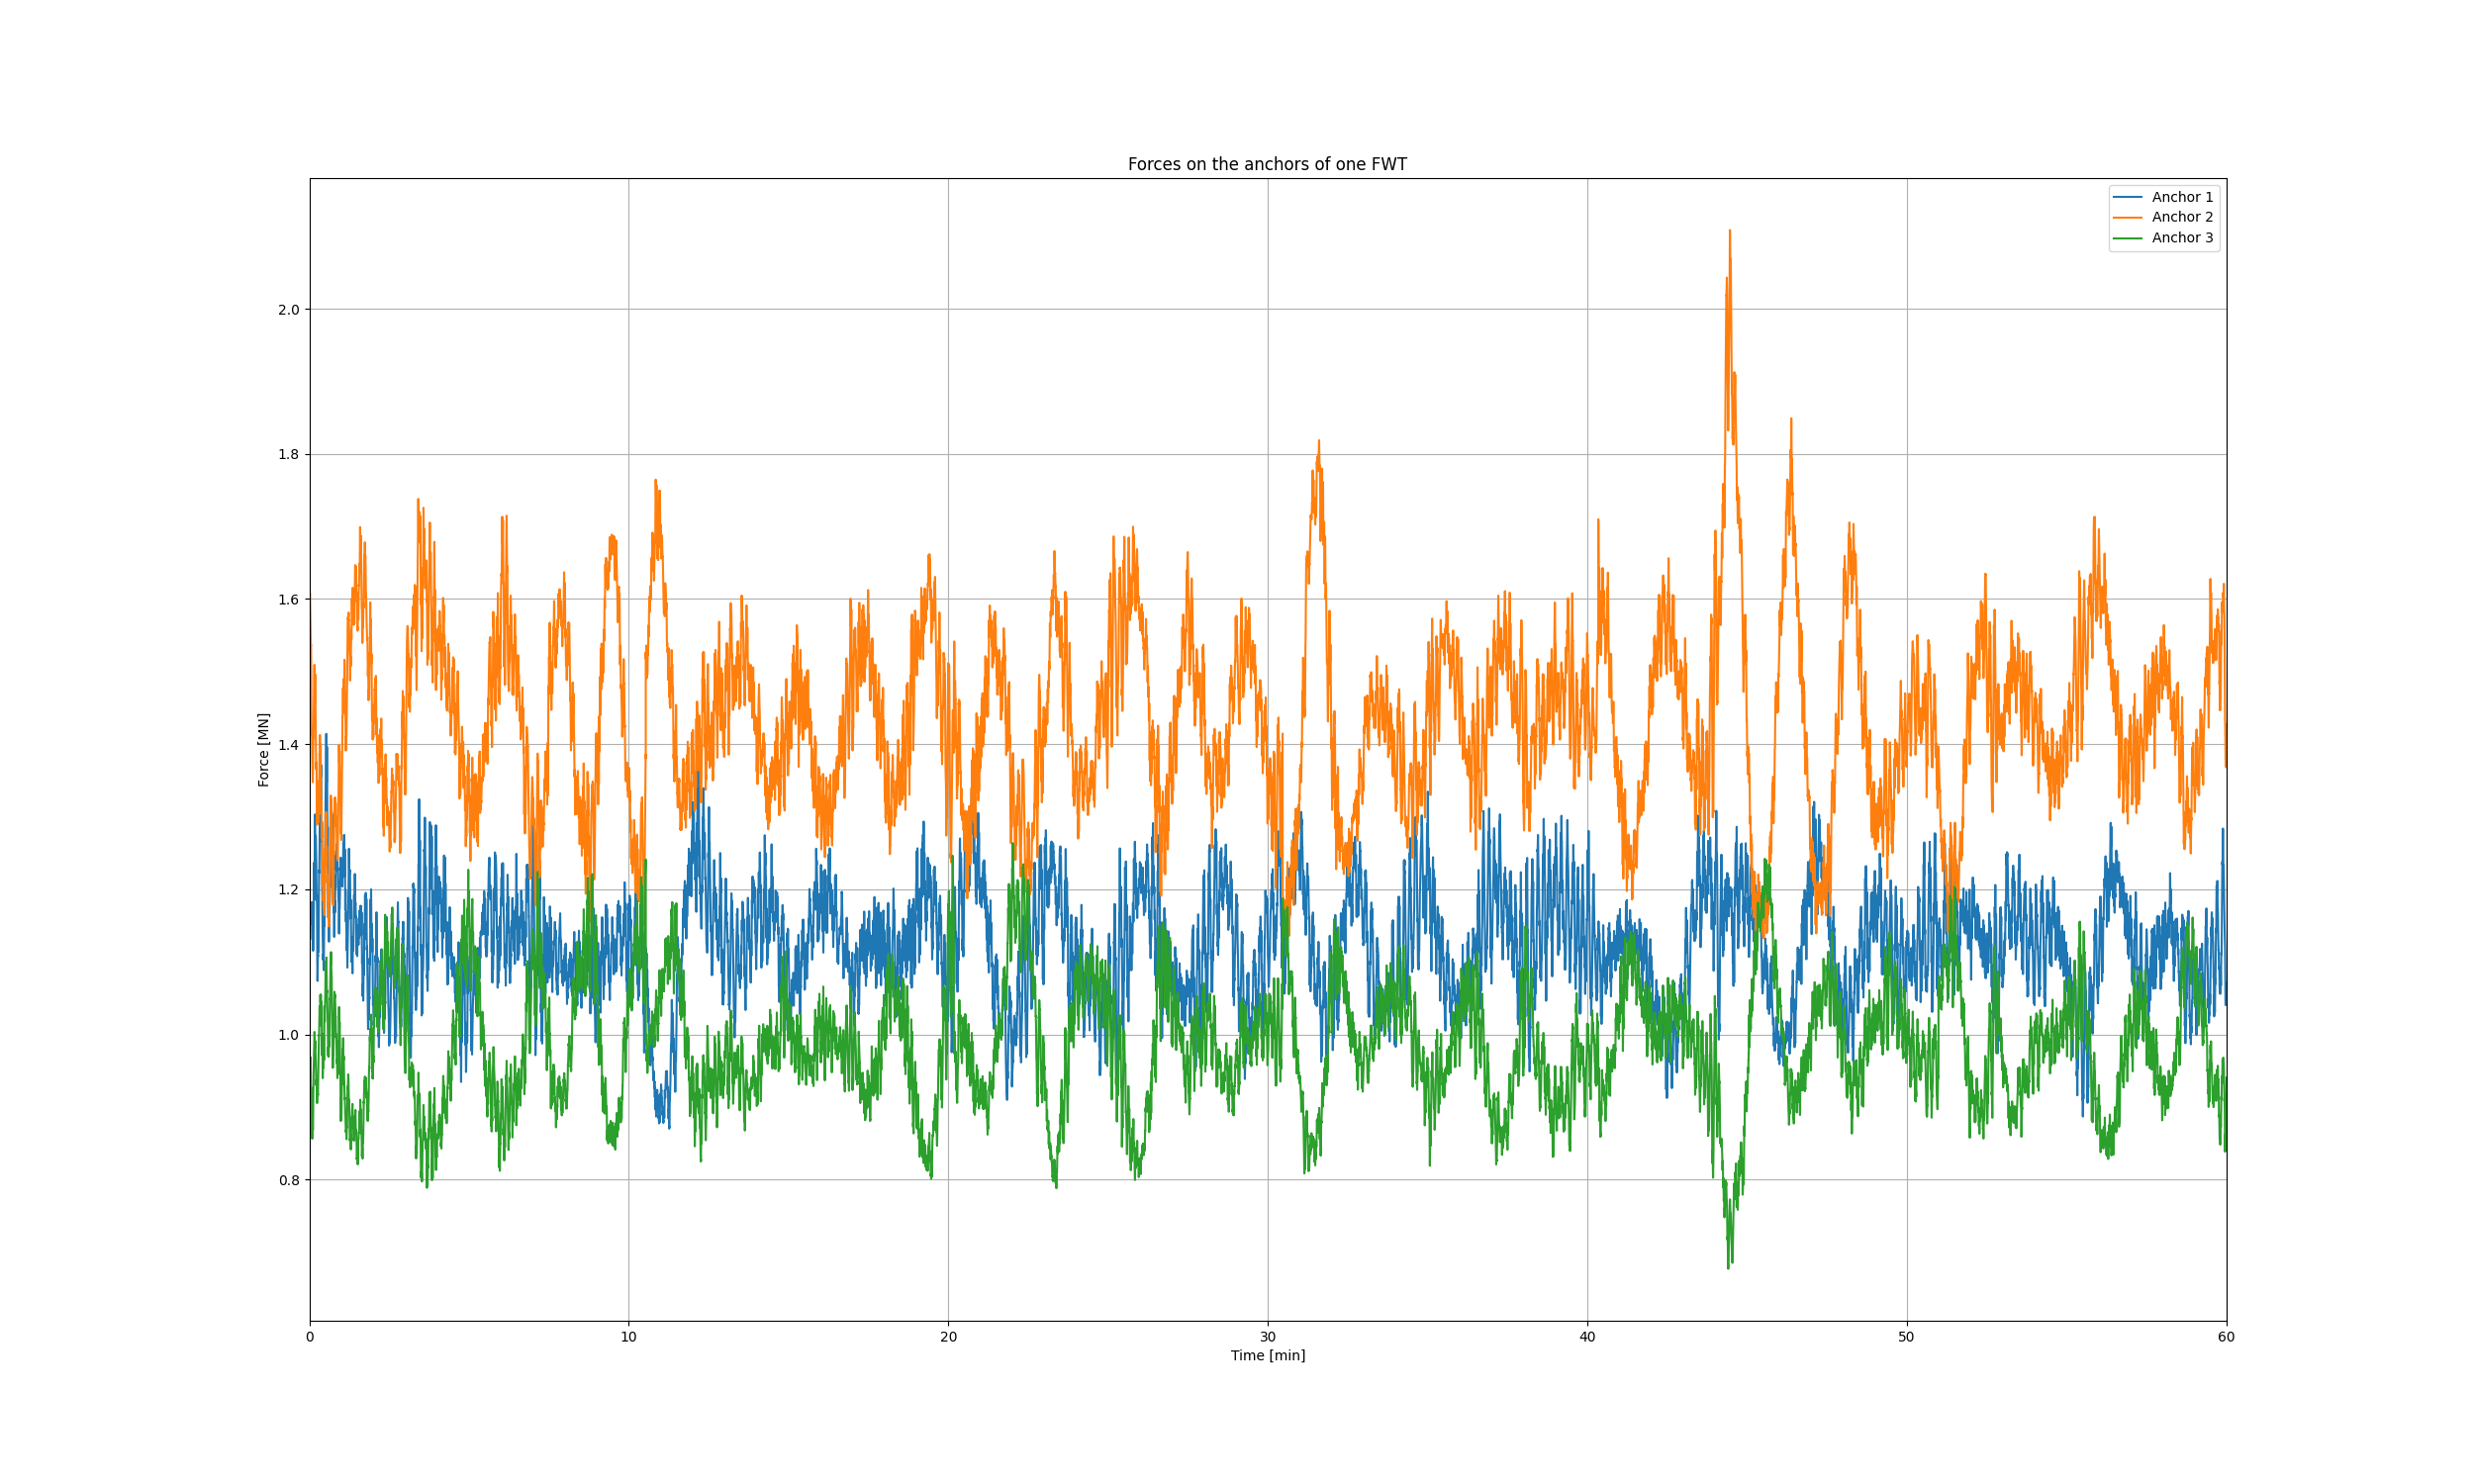 Forces on the anchors of one FWT
Anchor 1
Anchor 2
Anchor 3
Force [MN]
2.0
1.8
1.6
1.4
1.2
1.0
0.8
0 10 20 30 40 50 60
Time [min]